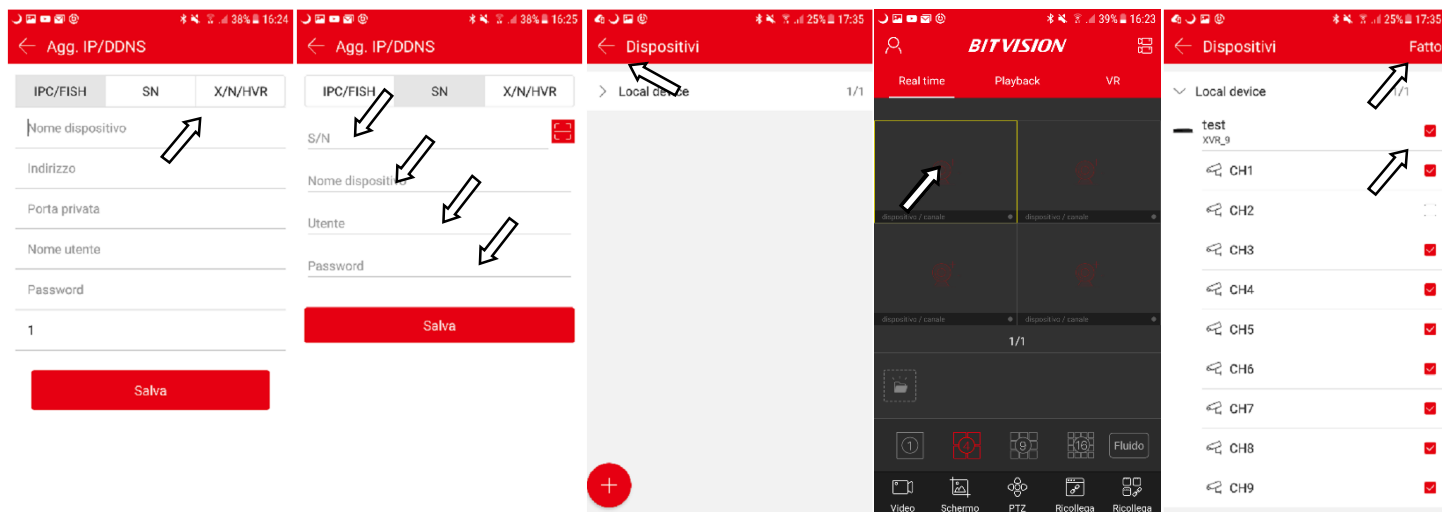 38% 16:24
Agg. IP/DDNS
IPC/FISH SN X/N/HVR
Nome dispositivo
Indirizzo
Porta privata
Nome utente
Password
1
Salva
38% 16:25
Agg. IP/DDNS
IPC/FISH SN X/N/HVR
S/N
Nome dispositivo
Utente
Password
Salva
25% 17:35
Dispositivi
Local device 1/1
+
39% 16:23
BITVISION
Real time Playback VR
dispositivo / canale dispositivo / canale
dispositivo / canale dispositivo / canale
1/1
1 4 9 16 Fluido
Video Schermo PTZ Ricollega Ricollega
25% 17:35
Dispositivi Fatto
Local device 1/1
test
XVR_9
CH1
CH2
CH3
CH4
CH5
CH6
CH7
CH8
CH9